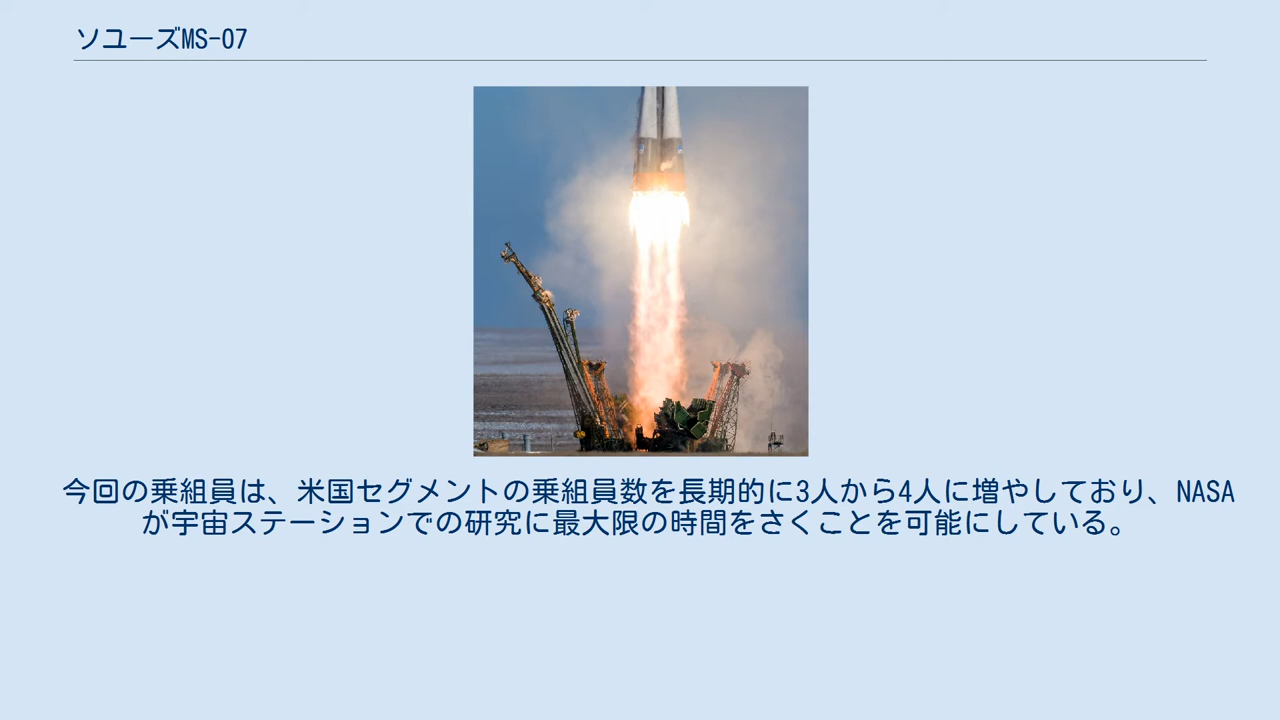 ソユーズMS-07
今回の乗組員は、米国セグメントの乗組員数を長期的に3人から4人に増やしており、NASA
が宇宙ステーションでの研究に最大限の時間をさくことを可能にしている。